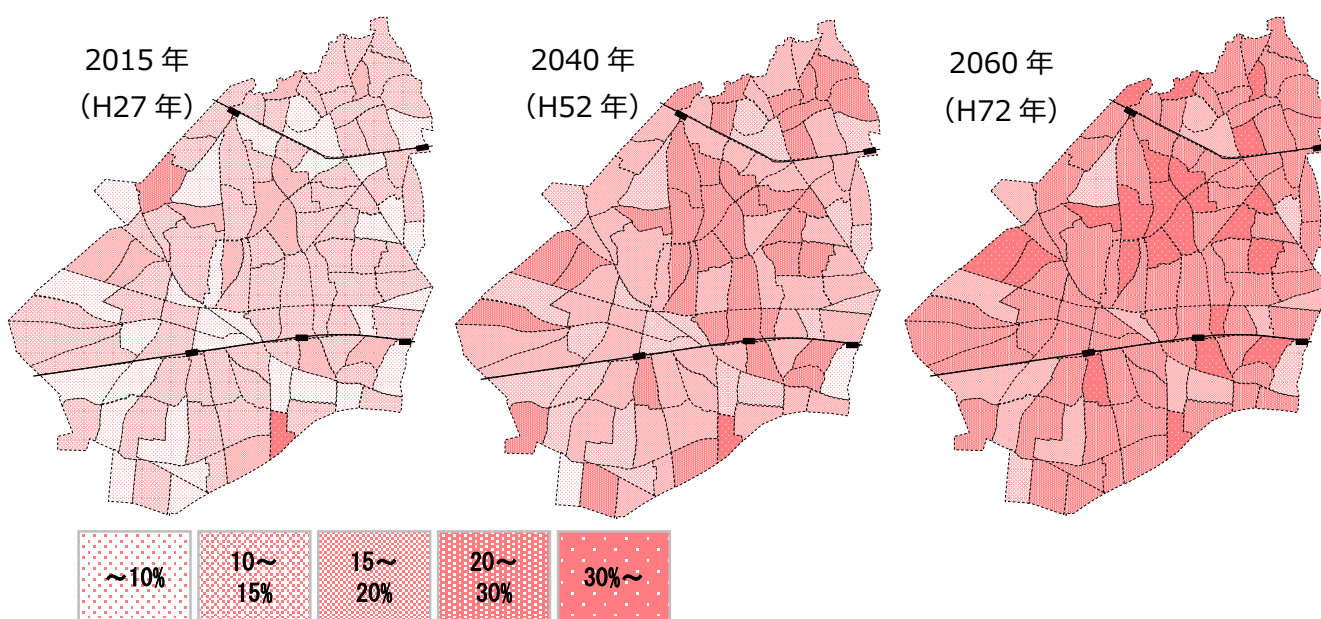 2015 年
（H27 年）
2040 年
（H52 年）
2060 年
（H72 年）
～10%
10～
15%
15～
20%
20～
30%
30%～